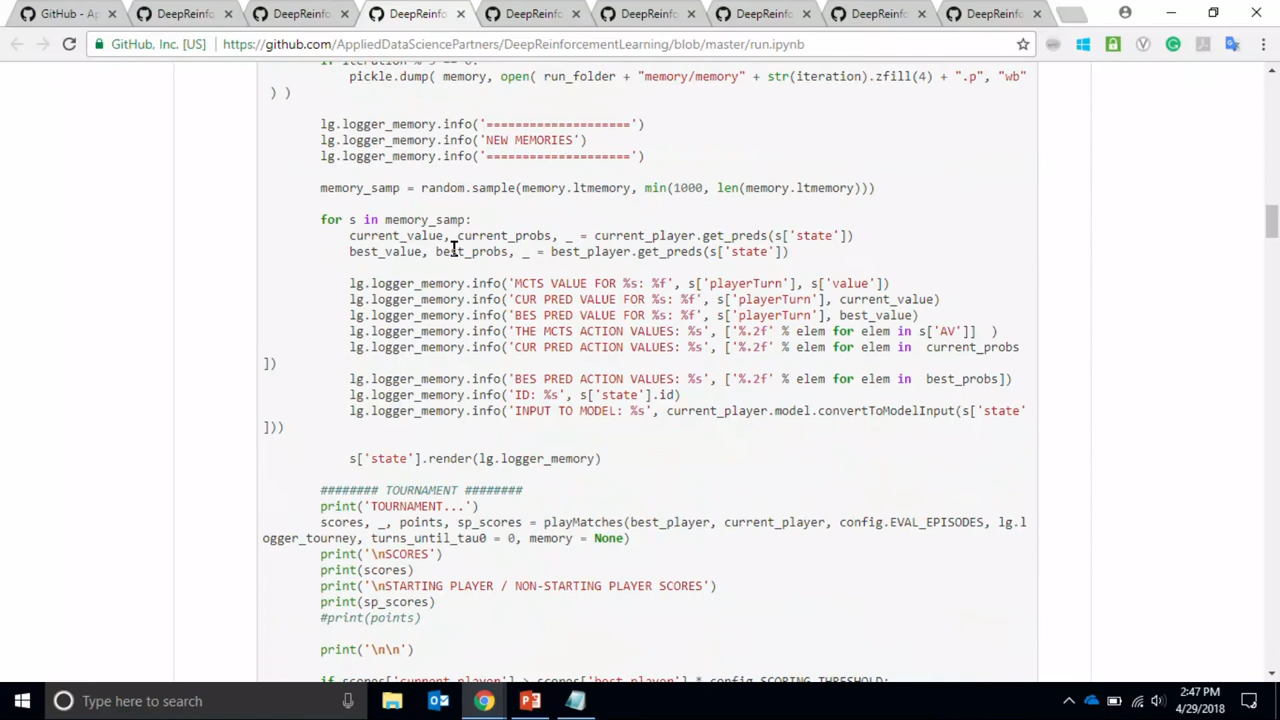 GitHub - Ap
DeepReinfo
DeepReinfo
DeepReinfo
DeepReinfo
DeepReinfo
DeepReinfo
DeepReinfo
DeepReinfo
GitHub, Inc. [US] https://github.com/AppliedDataSciencePartners/DeepReinforcementLearning/blob/master/run.ipynb
pickle.dump( memory, open( run_folder + "memory/memory" + str(iteration).zfill(4) + ".p", "wb"
) )
lg.logger_memory.info('====================')
lg.logger_memory.info('NEW MEMORIES')
lg.logger_memory.info('====================')
memory_samp = random.sample(memory.ltmemory, min(1000, len(memory.ltmemory)))
for s in memory_samp:
current_value, current_probs, _ = current_player.get_preds(s['state'])
best_value, best_probs, _ = best_player.get_preds(s['state'])
lg.logger_memory.info('MCTS VALUE FOR %s: %f', s['playerTurn'], s['value'])
lg.logger_memory.info('CUR PRED VALUE FOR %s: %f', s['playerTurn'], current_value)
lg.logger_memory.info('BES PRED VALUE FOR %s: %f', s['playerTurn'], best_value)
lg.logger_memory.info('THE MCTS ACTION VALUES: %s', ['%.2f' % elem for elem in s['AV']]  )
lg.logger_memory.info('CUR PRED ACTION VALUES: %s', ['%.2f' % elem for elem in  current_probs
])
lg.logger_memory.info('BES PRED ACTION VALUES: %s', ['%.2f' % elem for elem in  best_probs])
lg.logger_memory.info('ID: %s', s['state'].id)
lg.logger_memory.info('INPUT TO MODEL: %s', current_player.model.convertToModelInput(s['state'
]))
s['state'].render(lg.logger_memory)
######## TOURNAMENT ########
print('TOURNAMENT...')
scores, _, points, sp_scores = playMatches(best_player, current_player, config.EVAL_EPISODES, lg.l
ogger_tourney, turns_until_tau0 = 0, memory = None)
print('\nSCORES')
print(scores)
print('\nSTARTING PLAYER / NON-STARTING PLAYER SCORES')
print(sp_scores)
#print(points)
print('\n\n')
if scores['current_player'] > scores['best_player'] * config.SCORING_THRESHOLD:
Type here to search
2:47 PM
4/29/2018